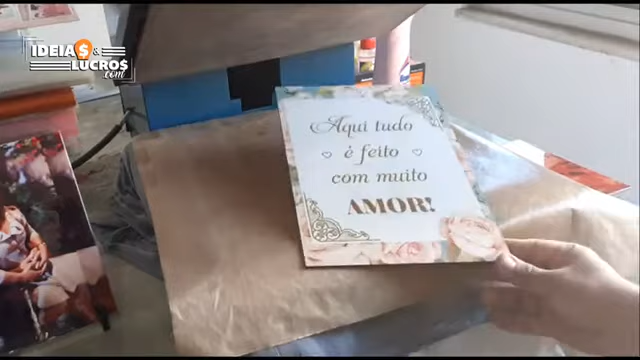 IDEIAS &
LUCROS
.com
Aqui tudo
é feito
com muito
AMOR!